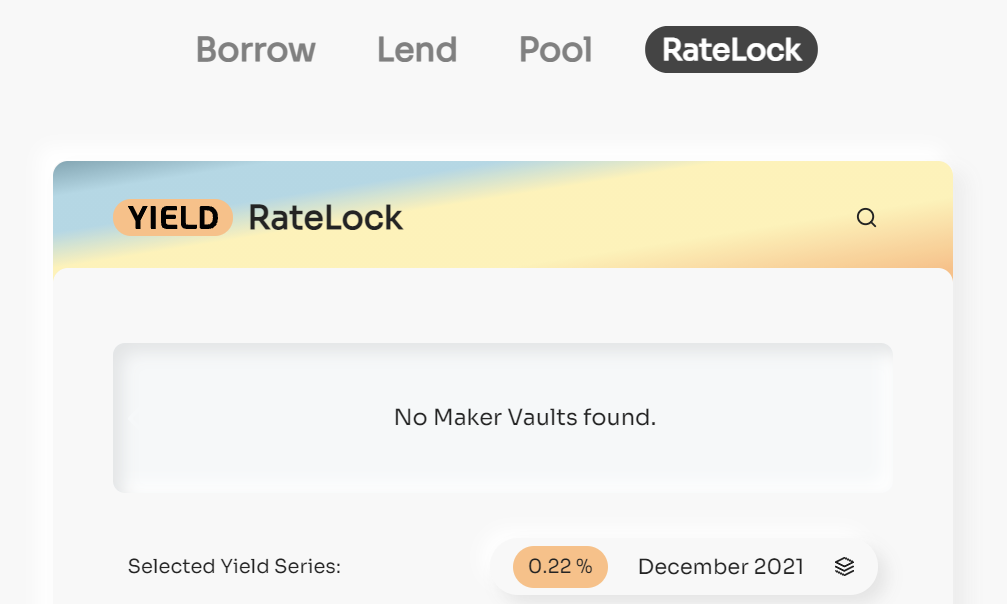 Borrow Lend Pool RateLock
YIELD RateLock
No Maker Vaults found.
Selected Yield Series: 0.22 % December 2021